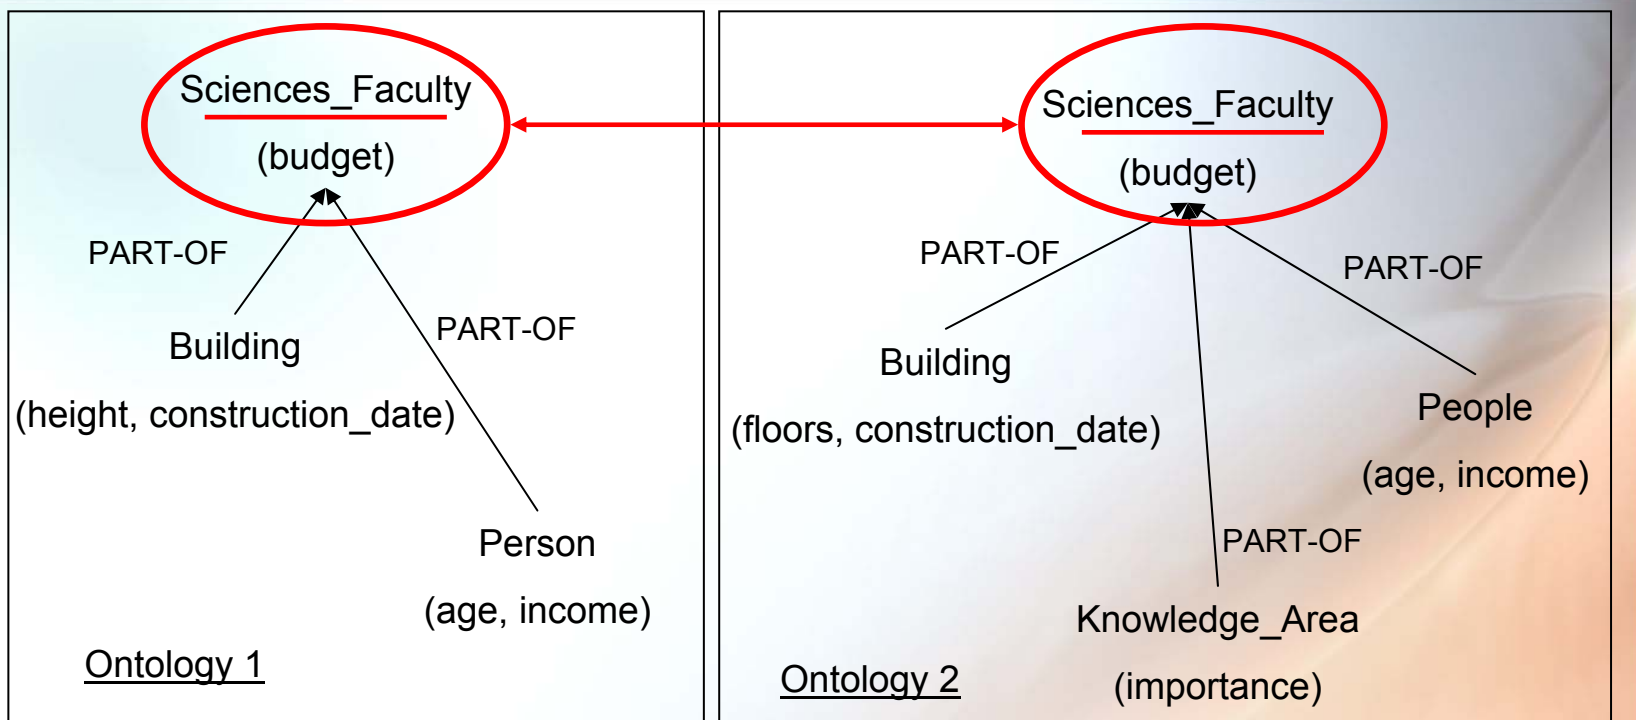 Sciences_Faculty
(budget)
PART-OF
PART-OF
Building
(height, construction_date)
Person
(age, income)
Ontology 1
Sciences_Faculty
(budget)
PART-OF
PART-OF
Building
(floors, construction_date)
People
(age, income)
PART-OF
Knowledge_Area
(importance)
Ontology 2